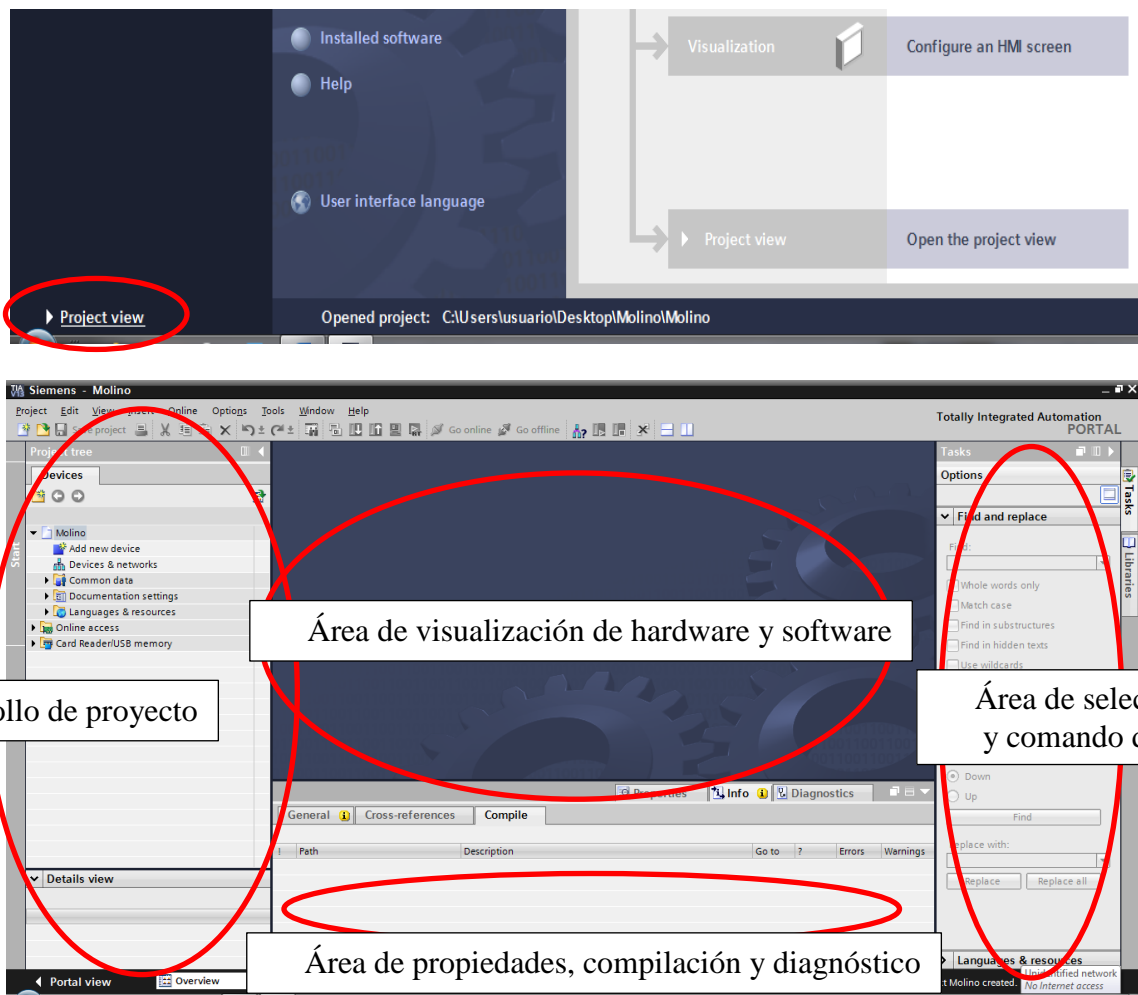 Installed software
Visualization
Configure an HMI screen
Help
User interface language
Project view
Open the project view
Project view
Opened project: C:\Users\usuario\Desktop\Molino\Molino
Siemens - Molino
Project Edit View Insert Online Options Tools Window Help
Save project
Go online
Go offline
Totally Integrated Automation
PORTAL
Project tree
Devices
Start
Molino
Add new device
Devices & networks
Common data
Documentation settings
Languages & resources
Online access
Card Reader/USB memory
ollo de proyecto
Details view
Área de visualización de hardware y software
Tasks
Options
Find and replace
Find:
Whole words only
Match case
Find in substructures
Find in hidden texts
Use wildcards
Área de selec
y comando d
Down
Up
Find
Replace with:
Replace
Replace all
Languages & resources
Tasks
Libraries
Properties
Info
Diagnostics
General
Cross-references
Compile
! Path Description Go to ? Errors Warnings
Área de propiedades, compilación y diagnóstico
Portal view
Overview
t Molino created.
Unidentified network
No Internet access